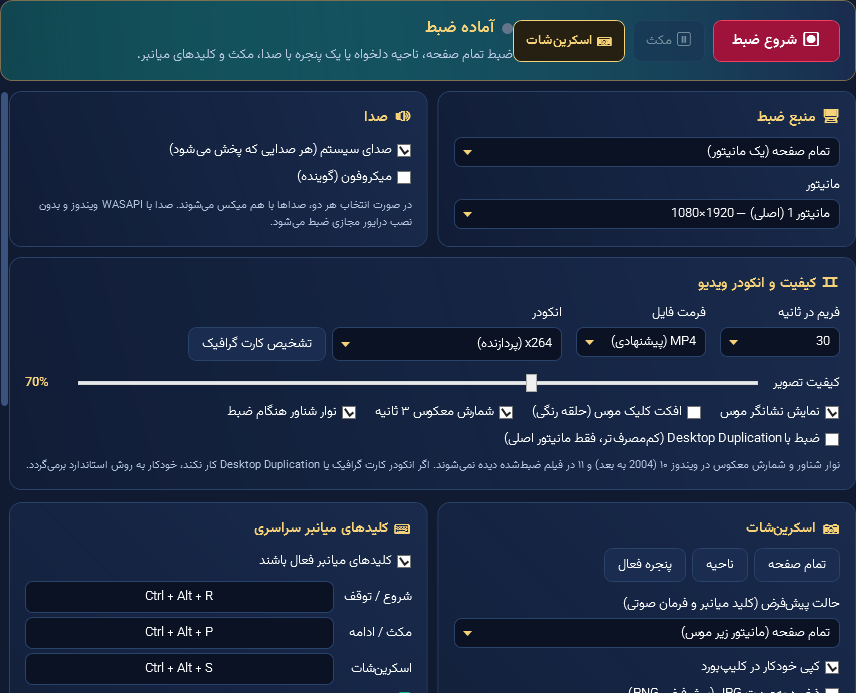 شروع ضبط
مکث
اسکرین‌شات
آماده ضبط
ضبط تمام صفحه، ناحیه دلخواه یا یک پنجره با صدا، مکث و کلیدهای میانبر.
منبع ضبط
تمام صفحه (یک مانیتور)
مانیتور
مانیتور 1 (اصلی) — 1920×1080
صدا
صدای سیستم (هر صدایی که پخش می‌شود)
میکروفون (گوینده)
در صورت انتخاب هر دو، صداها با هم میکس می‌شوند. صدا با WASAPI ویندوز و بدون
نصب درایور مجازی ضبط می‌شود.
کیفیت و انکودر ویدیو
فریم در ثانیه
فرمت فایل
انکودر
30
MP4 (پیشنهادی)
x264 (پردازنده)
تشخیص کارت گرافیک
کیفیت تصویر
70%
نمایش نشانگر موس
افکت کلیک موس (حلقه رنگی)
شمارش معکوس ۳ ثانیه
نوار شناور هنگام ضبط
ضبط با Desktop Duplication (کم‌مصرف‌تر، فقط مانیتور اصلی)
نوار شناور و شمارش معکوس در ویندوز ۱۰ (2004 به بعد) و ۱۱ در فیلم ضبط‌شده دیده نمی‌شوند. اگر انکودر کارت گرافیک یا Desktop Duplication کار نکند، خودکار به روش استاندارد برمی‌گردد.
اسکرین‌شات
تمام صفحه
ناحیه
پنجره فعال
حالت پیش‌فرض (کلید میانبر و فرمان صوتی)
تمام صفحه (مانیتور زیر موس)
کپی خودکار در کلیپ‌بورد
کلیدهای میانبر سراسری
کلیدهای میانبر فعال باشند
شروع / توقف
Ctrl + Alt + R
مکث / ادامه
Ctrl + Alt + P
اسکرین‌شات
Ctrl + Alt + S